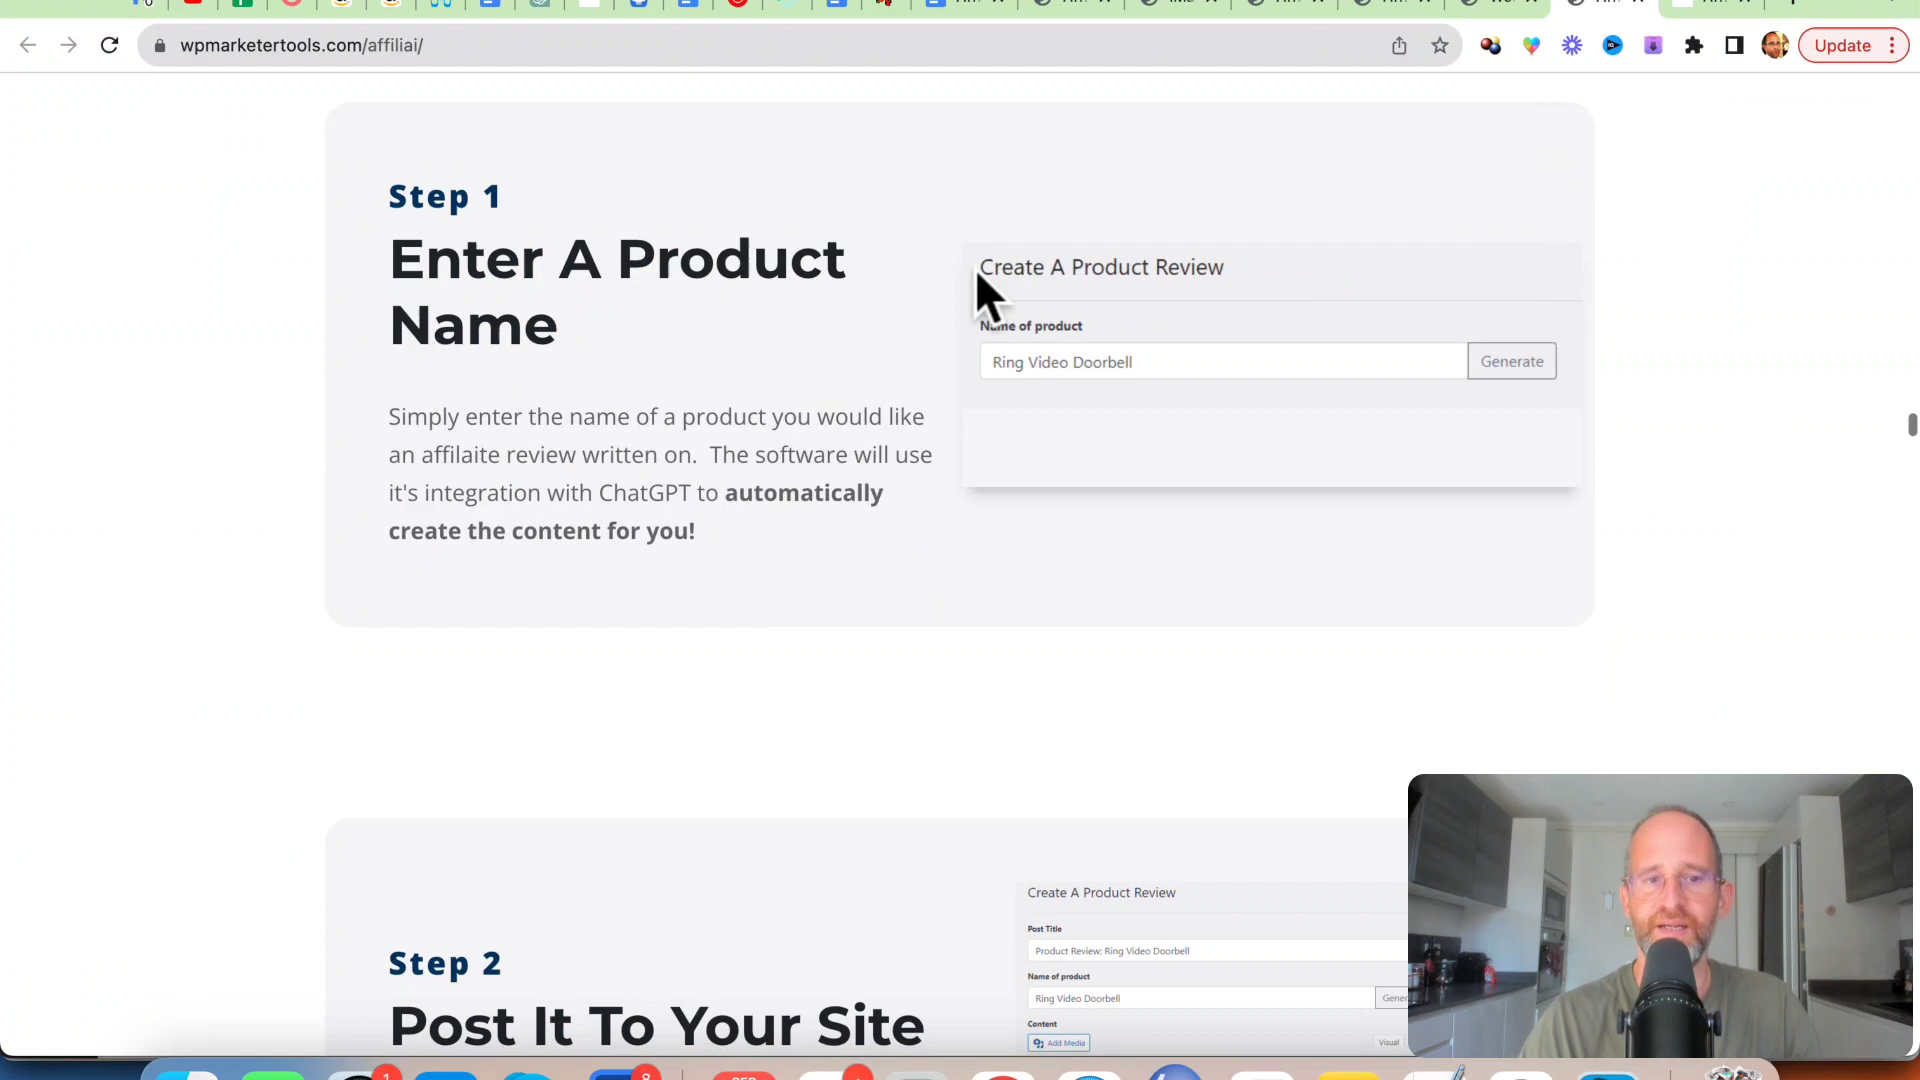 wpmarketertools.com/affiliai/
Update
Step 1
Enter A Product
Name
Simply enter the name of a product you would like
an affilaite review written on. The software will use
it's integration with ChatGPT to automatically
create the content for you!
Create A Product Review
Name of product
Ring Video Doorbell
Generate
Step 2
Post It To Your Site
Create A Product Review
Post Title
Product Review: Ring Video Doorbell
Name of product
Ring Video Doorbell
Content
Add Media
Visual